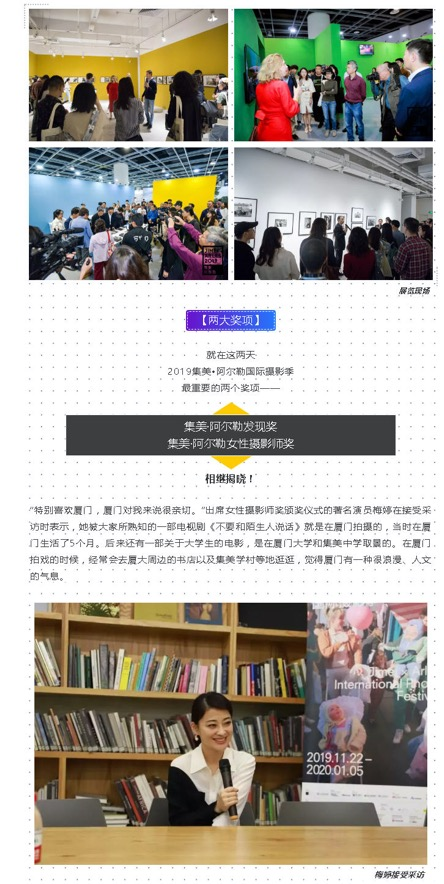 展览现场
【两大奖项】
就在这两天
2019集美•阿尔勒国际摄影季
最重要的两个奖项——
集美·阿尔勒发现奖
集美·阿尔勒女性摄影师奖
相继揭晓！
“特别喜欢厦门，厦门对我来说很亲切。”出席女性摄影师奖颁奖仪式的著名演员梅婷在接受采
访时表示，她被大家所熟知的一部电视剧《不要和陌生人说话》就是在厦门拍摄的，当时在厦
门生活了5个月。后来还有一部关于大学生的电影，是在厦门大学和集美中学取景的。在厦门
拍戏的时候，经常会去厦大周边的书店以及集美学村等地逛逛，觉得厦门有一种很浪漫、人文
的气息。
International
Festiv
2019.11.22–
2020.01.05
梅婷接受采访